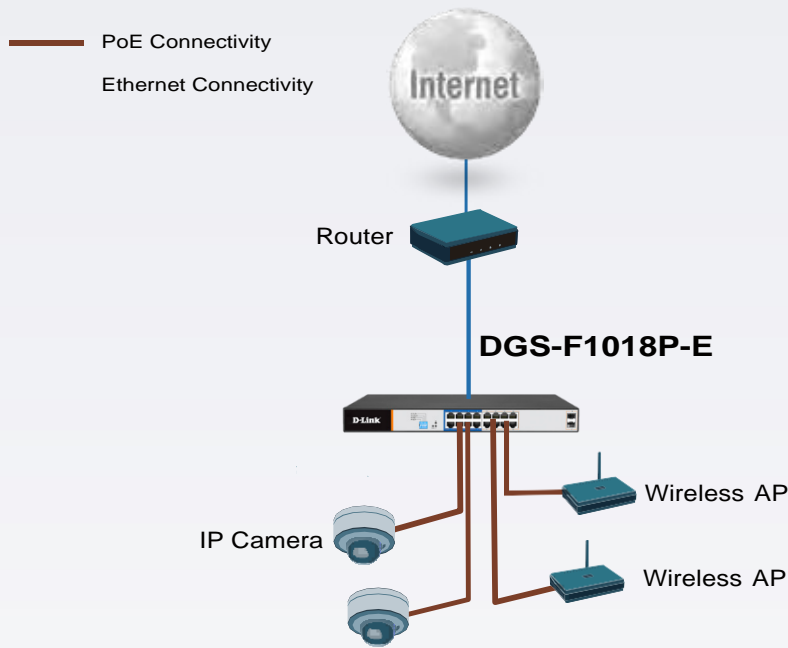 PoE Connectivity
Ethernet Connectivity
Internet
Router
DGS-F1018P-E
D-Link
Wireless AP
IP Camera
Wireless AP